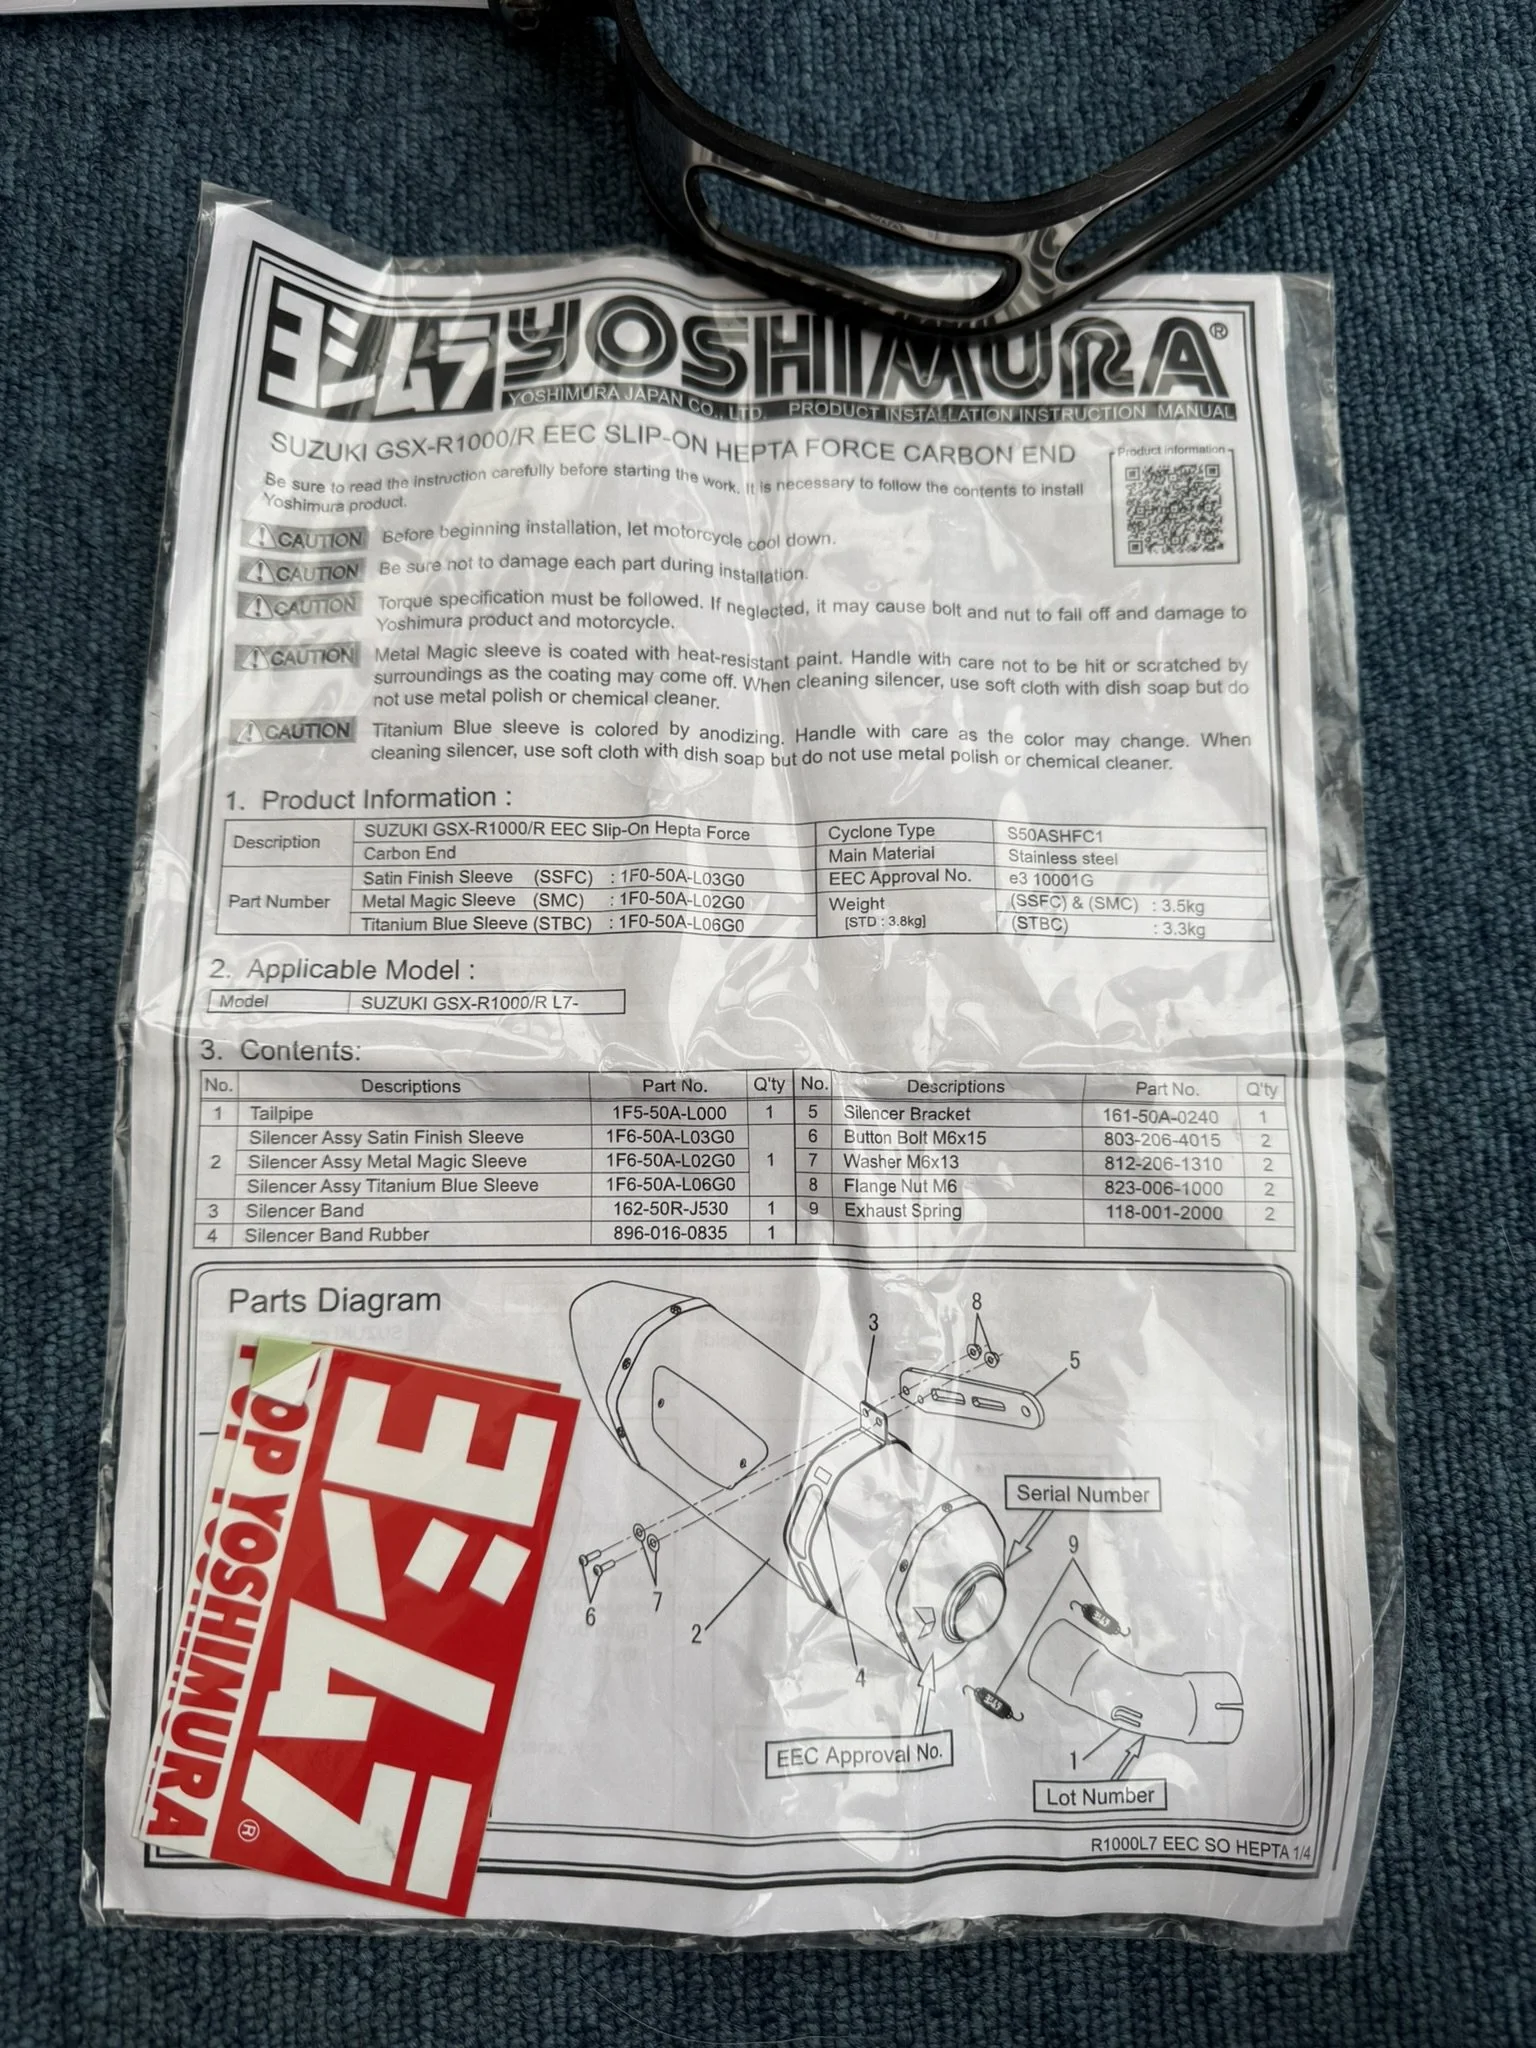 ヨシムラ YOSHIMURA®
YOSHIMURA JAPAN CO., LTD. PRODUCT INSTALLATION INSTRUCTION MANUAL
SUZUKI GSX-R1000/R EEC SLIP-ON HEPTA FORCE CARBON END
Product information
Be sure to read the instruction carefully before starting the work. It is necessary to follow the contents to install
Yoshimura product.
CAUTION Before beginning installation, let motorcycle cool down.
CAUTION Be sure not to damage each part during installation.
CAUTION Torque specification must be followed. If neglected, it may cause bolt and nut to fall off and damage to
Yoshimura product and motorcycle.
CAUTION Metal Magic sleeve is coated with heat-resistant paint. Handle with care not to be hit or scratched by
surroundings as the coating may come off. When cleaning silencer, use soft cloth with dish soap but do
not use metal polish or chemical cleaner.
CAUTION Titanium Blue sleeve is colored by anodizing. Handle with care as the color may change. When
cleaning silencer, use soft cloth with dish soap but do not use metal polish or chemical cleaner.
1. Product Information :
Description SUZUKI GSX-R1000/R EEC Slip-On Hepta Force Cyclone Type S50ASHFC1
Carbon End Main Material Stainless steel
Part Number Satin Finish Sleeve (SSFC) : 1F0-50A-L03G0 EEC Approval No. e3 10001G
Metal Magic Sleeve (SMC) : 1F0-50A-L02G0 Weight (SSFC) & (SMC) : 3.5kg
Titanium Blue Sleeve (STBC) : 1F0-50A-L06G0 [STD : 3.8kg] (STBC) : 3.3kg
2. Applicable Model :
Model SUZUKI GSX-R1000/R L7-
3. Contents:
No. Descriptions Part No. Q'ty No. Descriptions Part No. Q'ty
1 Tailpipe 1F5-50A-L000 1 5 Silencer Bracket 161-50A-0240 1
Silencer Assy Satin Finish Sleeve 1F6-50A-L03G0 6 Button Bolt M6x15 803-206-4015 2
2 Silencer Assy Metal Magic Sleeve 1F6-50A-L02G0 1 7 Washer M6x13 812-206-1310 2
Silencer Assy Titanium Blue Sleeve 1F6-50A-L06G0 8 Flange Nut M6 823-006-1000 2
3 Silencer Band 162-50R-J530 1 9 Exhaust Spring 118-001-2000 2
4 Silencer Band Rubber 896-016-0835 1
Parts Diagram
8
3
5
Serial Number
9
6
7
2
4
EEC Approval No.
1
Lot Number
R1000L7 EEC SO HEPTA 1/4
ヨシムラ®
POP YOSHIMURA